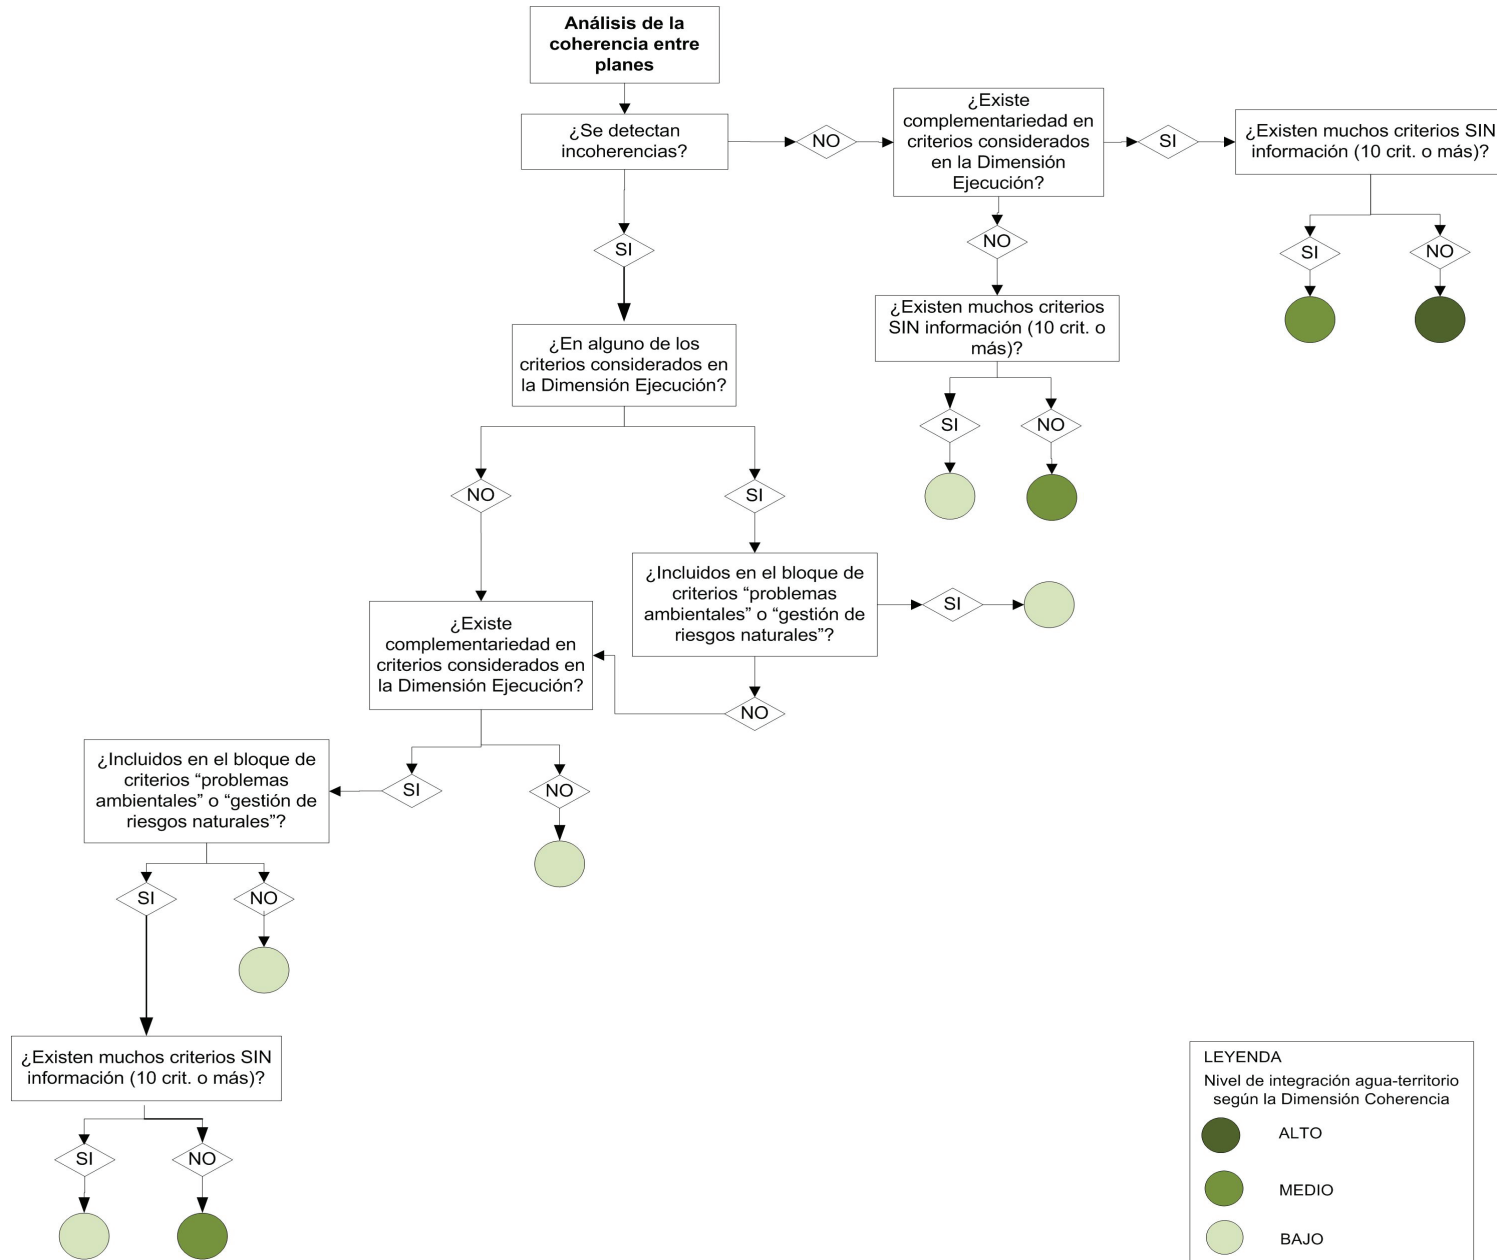 Análisis de la
coherencia entre
planes
¿Se detectan
incoherencias?
NO
¿Existe
complementariedad en
criterios considerados
en la Dimensión
Ejecución?
SI
¿Existen muchos criterios SIN
información (10 crit. o más)?
SI
NO
NO
¿Existen muchos criterios
SIN información (10 crit. o
más)?
SI
NO
SI
¿En alguno de los
criterios considerados en
la Dimensión Ejecución?
NO
SI
¿Incluidos en el bloque de
criterios “problemas
ambientales” o “gestión de
riesgos naturales”?
SI
NO
¿Existe
complementariedad en
criterios considerados en
la Dimensión Ejecución?
SI
NO
¿Incluidos en el bloque de
criterios “problemas
ambientales” o “gestión de
riesgos naturales”?
SI
NO
¿Existen muchos criterios SIN
información (10 crit. o más)?
SI
NO
LEYENDA
Nivel de integración agua-territorio
según la Dimensión Coherencia
ALTO
MEDIO
BAJO